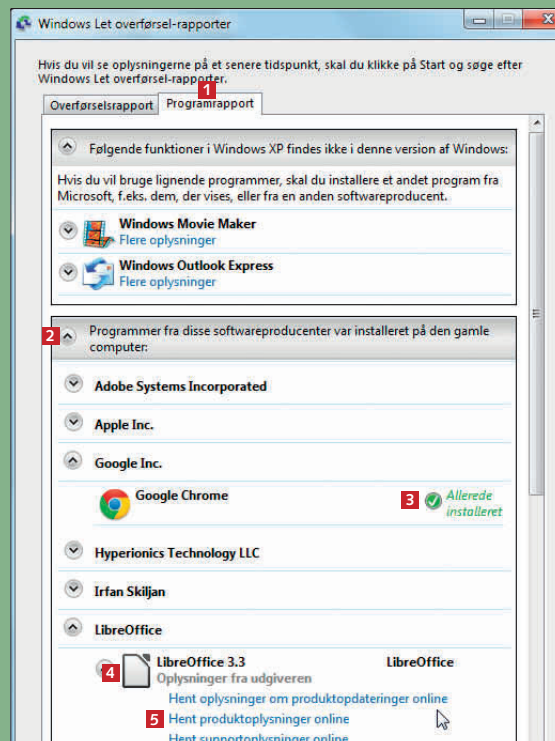 Windows Let overførsel-rapporter
Hvis du vil se oplysningerne på et senere tidspunkt, skal du klikke på Start og søge efter
Windows Let overførsel-rapporter.
1
Overførselsrapport Programrapport
Følgende funktioner i Windows XP findes ikke i denne version af Windows:
Hvis du vil bruge lignende programmer, skal du installere et andet program fra
Microsoft, f.eks. dem, der vises, eller fra en anden softwareproducent.
Windows Movie Maker
Flere oplysninger
Windows Outlook Express
Flere oplysninger
2 Programmer fra disse softwareproducenter var installeret på den gamle
computer:
Adobe Systems Incorporated
Apple Inc.
Google Inc.
Google Chrome 3 Allerede
installeret
Hyperionics Technology LLC
Irfan Skiljan
LibreOffice
4 LibreOffice 3.3 LibreOffice
Oplysninger fra udgiveren
Hent oplysninger om produktopdateringer online
5 Hent produktoplysninger online
Hent supportoplysninger online